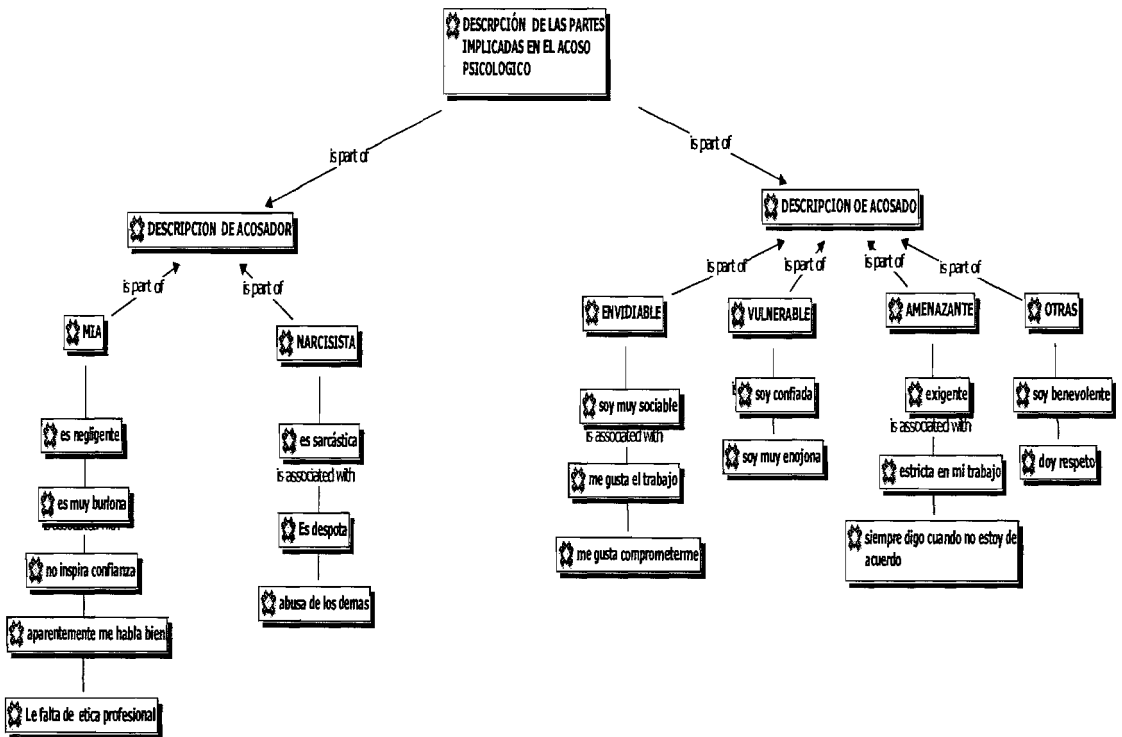 DESCRPCIÓN DE LAS PARTES
IMPLICADAS EN EL ACOSO
PSICOLOGICO
is part of
is part of
DESCRIPCION DE ACOSADOR
DESCRIPCION DE ACOSADO
is part of
is part of
is part of
is part of
is part of
is part of
MIA
NARCISISTA
ENVIDIABLE
VULNERABLE
AMENAZANTE
OTRAS
es negligente
es muy burlona
is associated with
no inspira confianza
aparentemente me habla bien
Le falta de etica profesional
es sarcástica
is associated with
Es despota
abusa de los demas
soy muy sociable
is associated with
me gusta el trabajo
me gusta comprometerme
soy confiada
soy muy enojona
exigente
is associated with
estricta en mi trabajo
siempre digo cuando no estoy de
acuerdo
soy benevolente
doy respeto